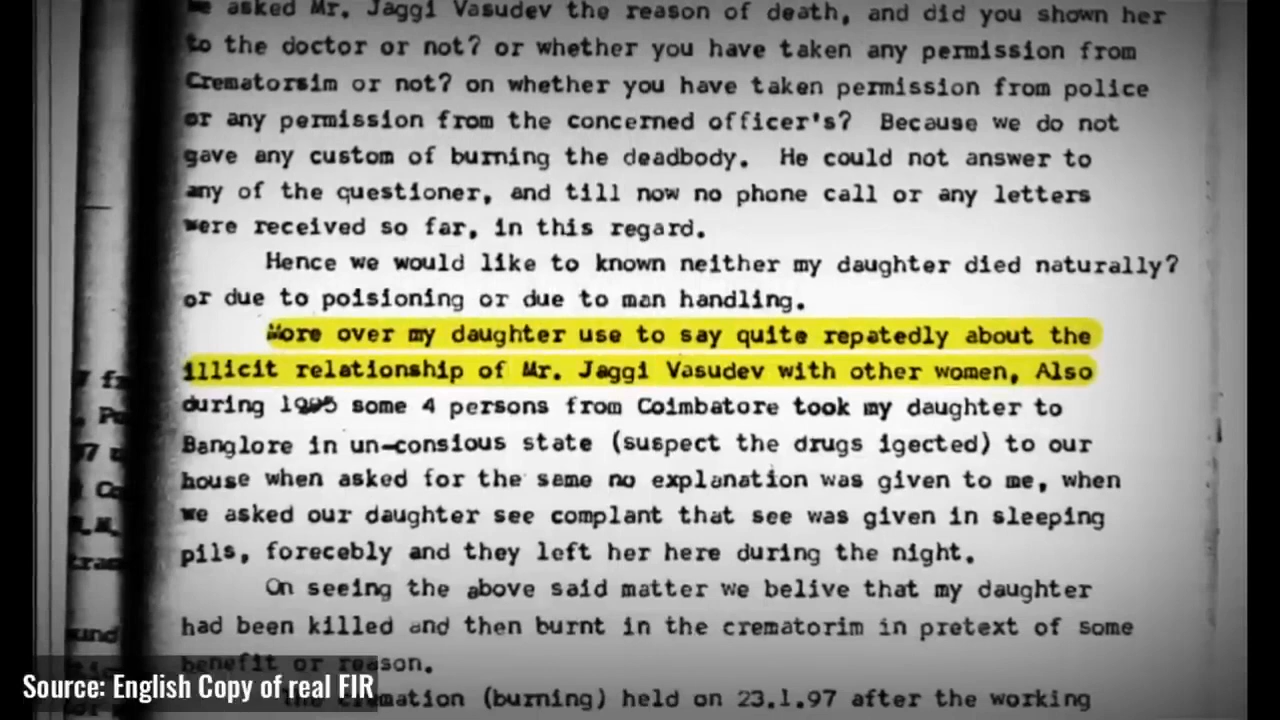 we asked Mr. Jaggi Vasudev the reason of death, and did you shown her
to the doctor or not? or whether you have taken any permission from
Crematorsim or not? on whether you have taken permission from police
or any permission from the concerned officer's? Because we do not
gave any custom of burning the deadbody. He could not answer to
any of the questioner, and till now no phone call or any letters
were received so far, in this regard.
Hence we would like to known neither my daughter died naturally?
or due to poisioning or due to man handling.
More over my daughter use to say quite repatedly about the
illicit relationship of Mr. Jaggi Vasudev with other women, Also
during 1995 some 4 persons from Coimbatore took my daughter to
Banglore in un-consious state (suspect the drugs igected) to our
house when asked for the same no explanation was given to me, when
we asked our daughter see complant that see was given in sleeping
pils, forecebly and they left her here during the night.
On seeing the above said matter we belive that my daughter
had been killed and then burnt in the crematorim in pretext of some
benefit or reason.
(burning) held on 23.1.97 after the working
Source: English Copy of real FIR